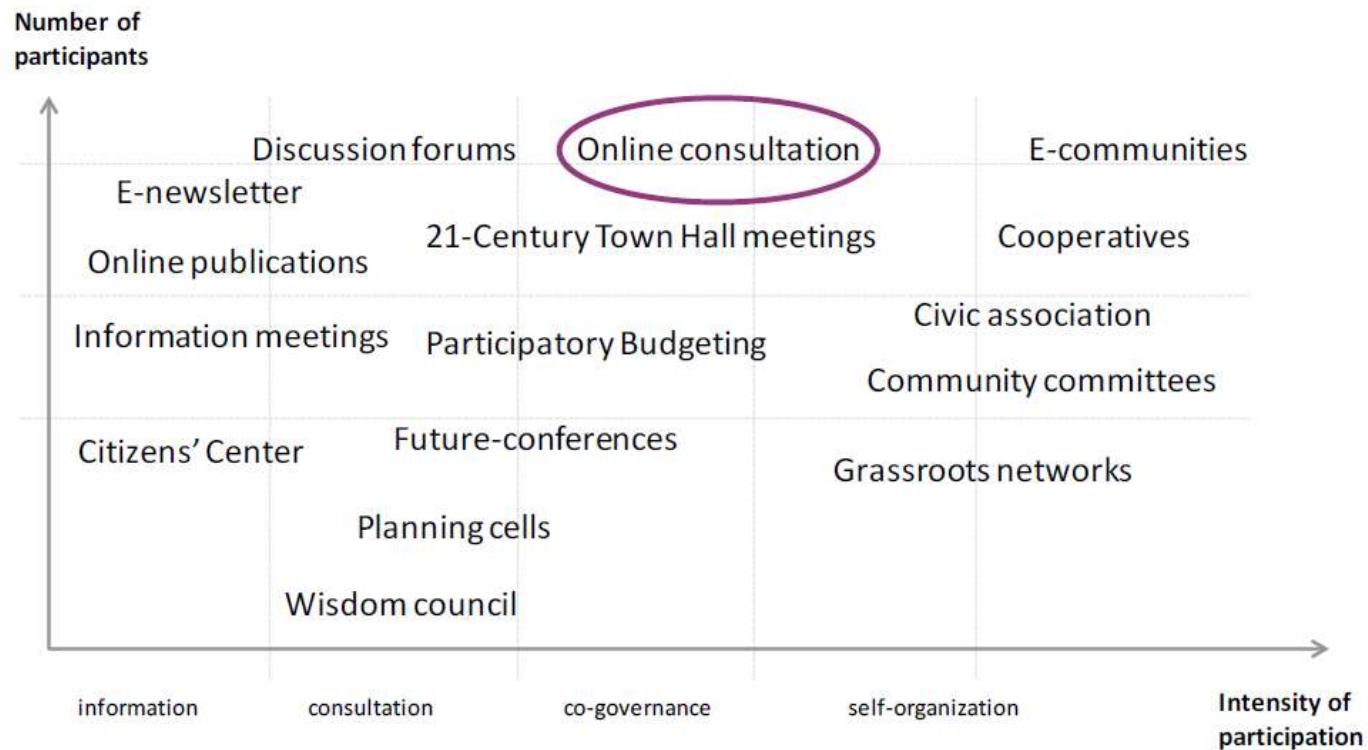 Number of
participants
Discussion forums
Online consultation
E-communities
E-newsletter
21-Century Town Hall meetings
Cooperatives
Online publications
Civic association
Information meetings
Participatory Budgeting
Community committees
Citizens’ Center
Future-conferences
Grassroots networks
Planning cells
Wisdom council
information
consultation
co-governance
self-organization
Intensity of
participation